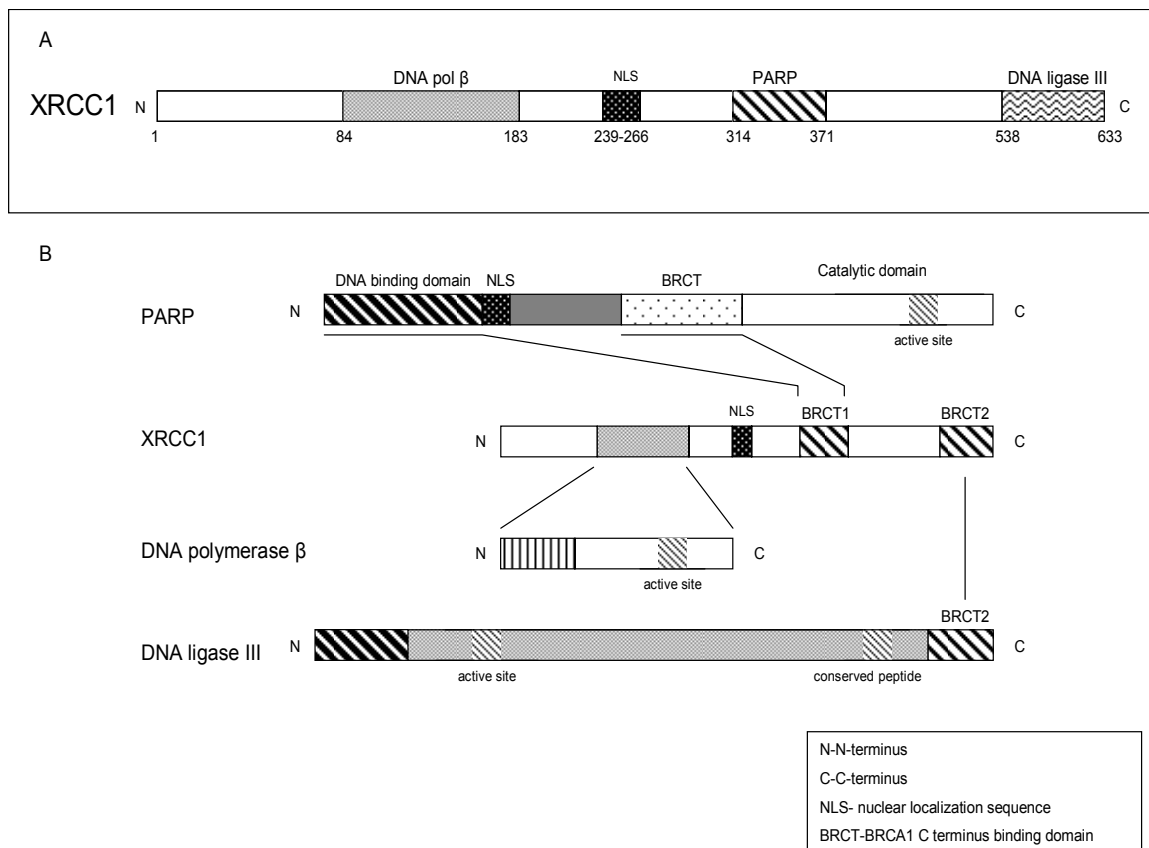 A
DNA pol β NLS PARP DNA ligase III
XRCC1 N C
1 84 183 239-266 314 371 538 633
B
DNA binding domain NLS BRCT Catalytic domain
PARP N C
active site
NLS BRCT1 BRCT2
XRCC1 N C
DNA polymerase β N C
active site
BRCT2
DNA ligase III N C
active site conserved peptide
N-N-terminus
C-C-terminus
NLS- nuclear localization sequence
BRCT-BRCA1 C terminus binding domain